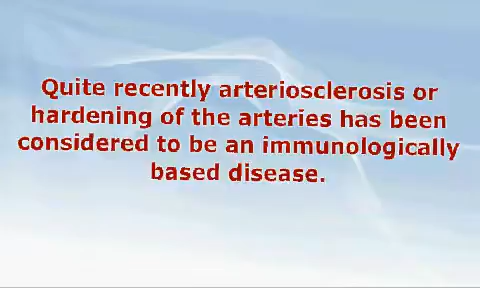 Quite recently arteriosclerosis or
hardening of the arteries has been
considered to be an immunologically
based disease.